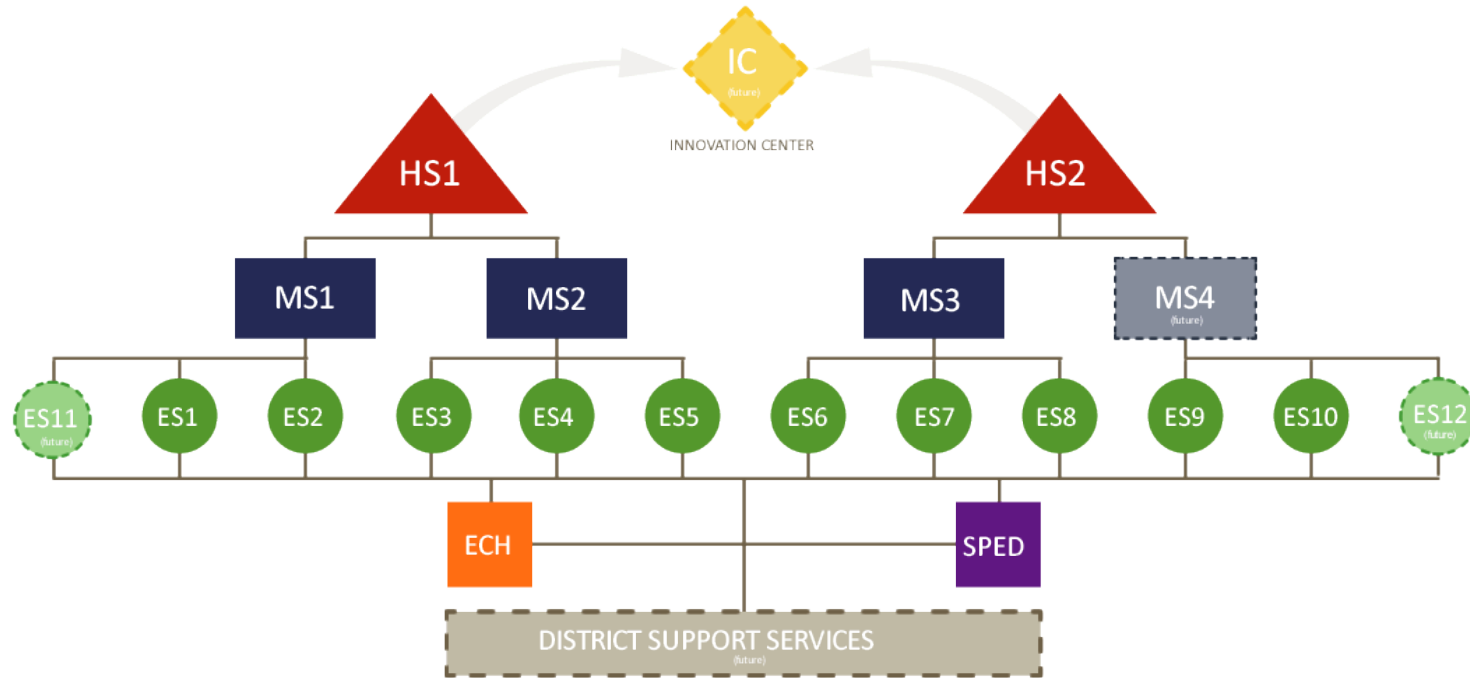 IC
(future)
INNOVATION CENTER
HS1
HS2
MS1
MS2
MS3
MS4
(future)
ES11
(future)
ES1
ES2
ES3
ES4
ES5
ES6
ES7
ES8
ES9
ES10
ES12
(future)
ECH
SPED
DISTRICT SUPPORT SERVICES
(future)